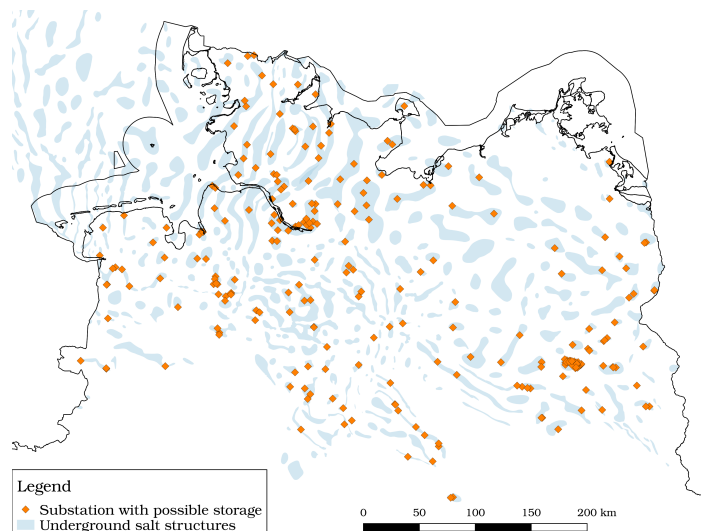 Legend
Substation with possible storage
Underground salt structures
0 50 100 150 200 km